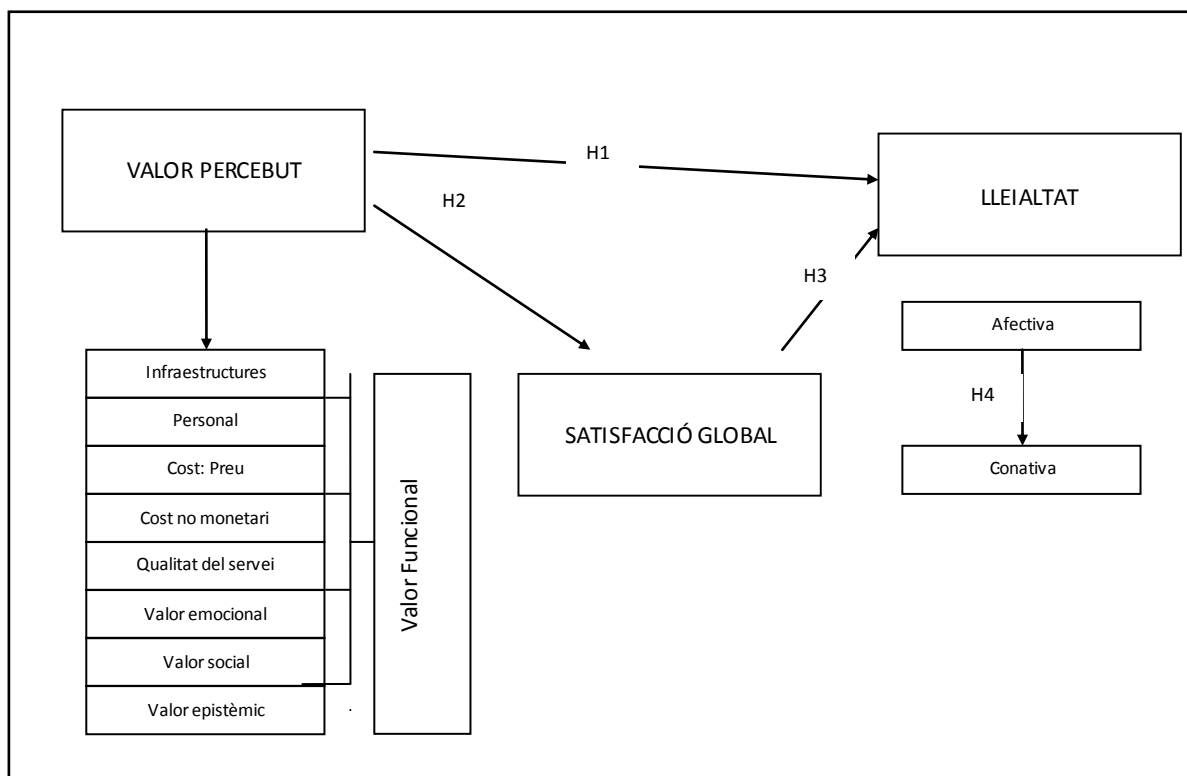 VALOR PERCEBUT
H1
LLEIALTAT
H2
H3
Afectiva
H4
Conativa
SATISFACCIÓ GLOBAL
Infraestructures
Personal
Cost: Preu
Cost no monetari
Qualitat del servei
Valor emocional
Valor social
Valor epistèmic
Valor Funcional